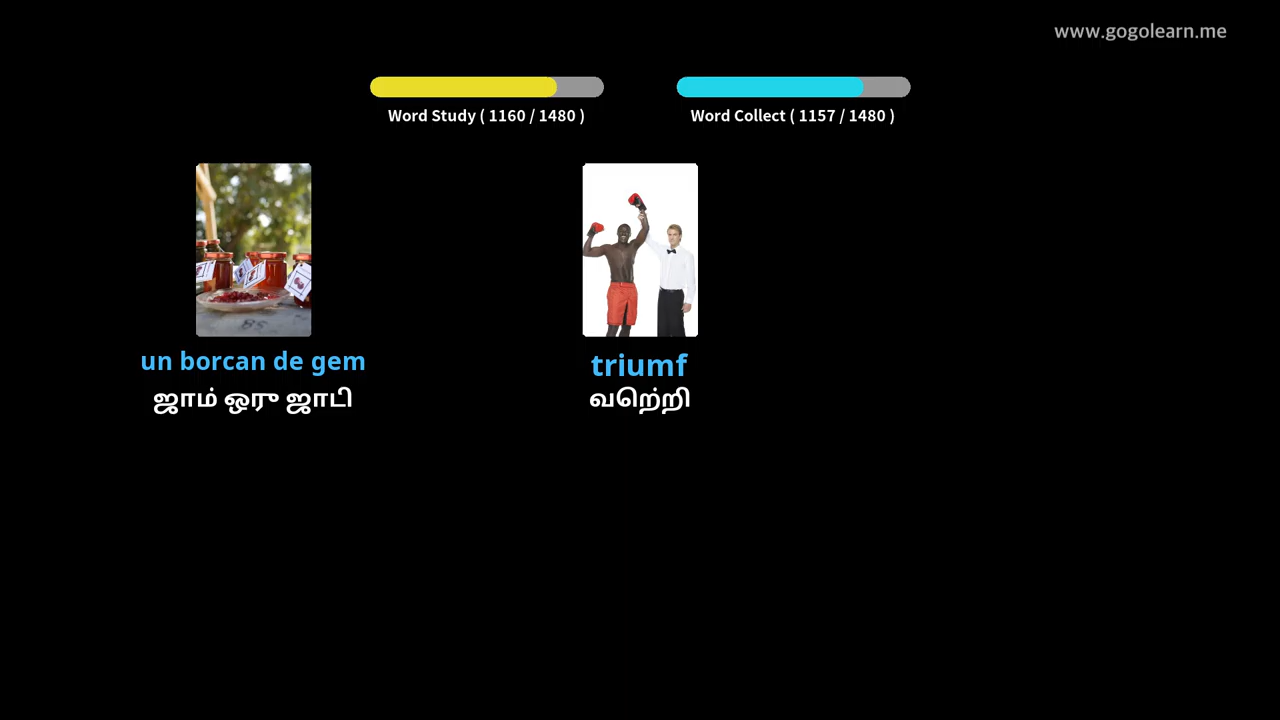 www.gogolearn.me
Word Study ( 1160 / 1480 )
Word Collect ( 1157 / 1480 )
un borcan de gem
ஜாம் ஒரு ஜாடி
triumf
வெற்றி